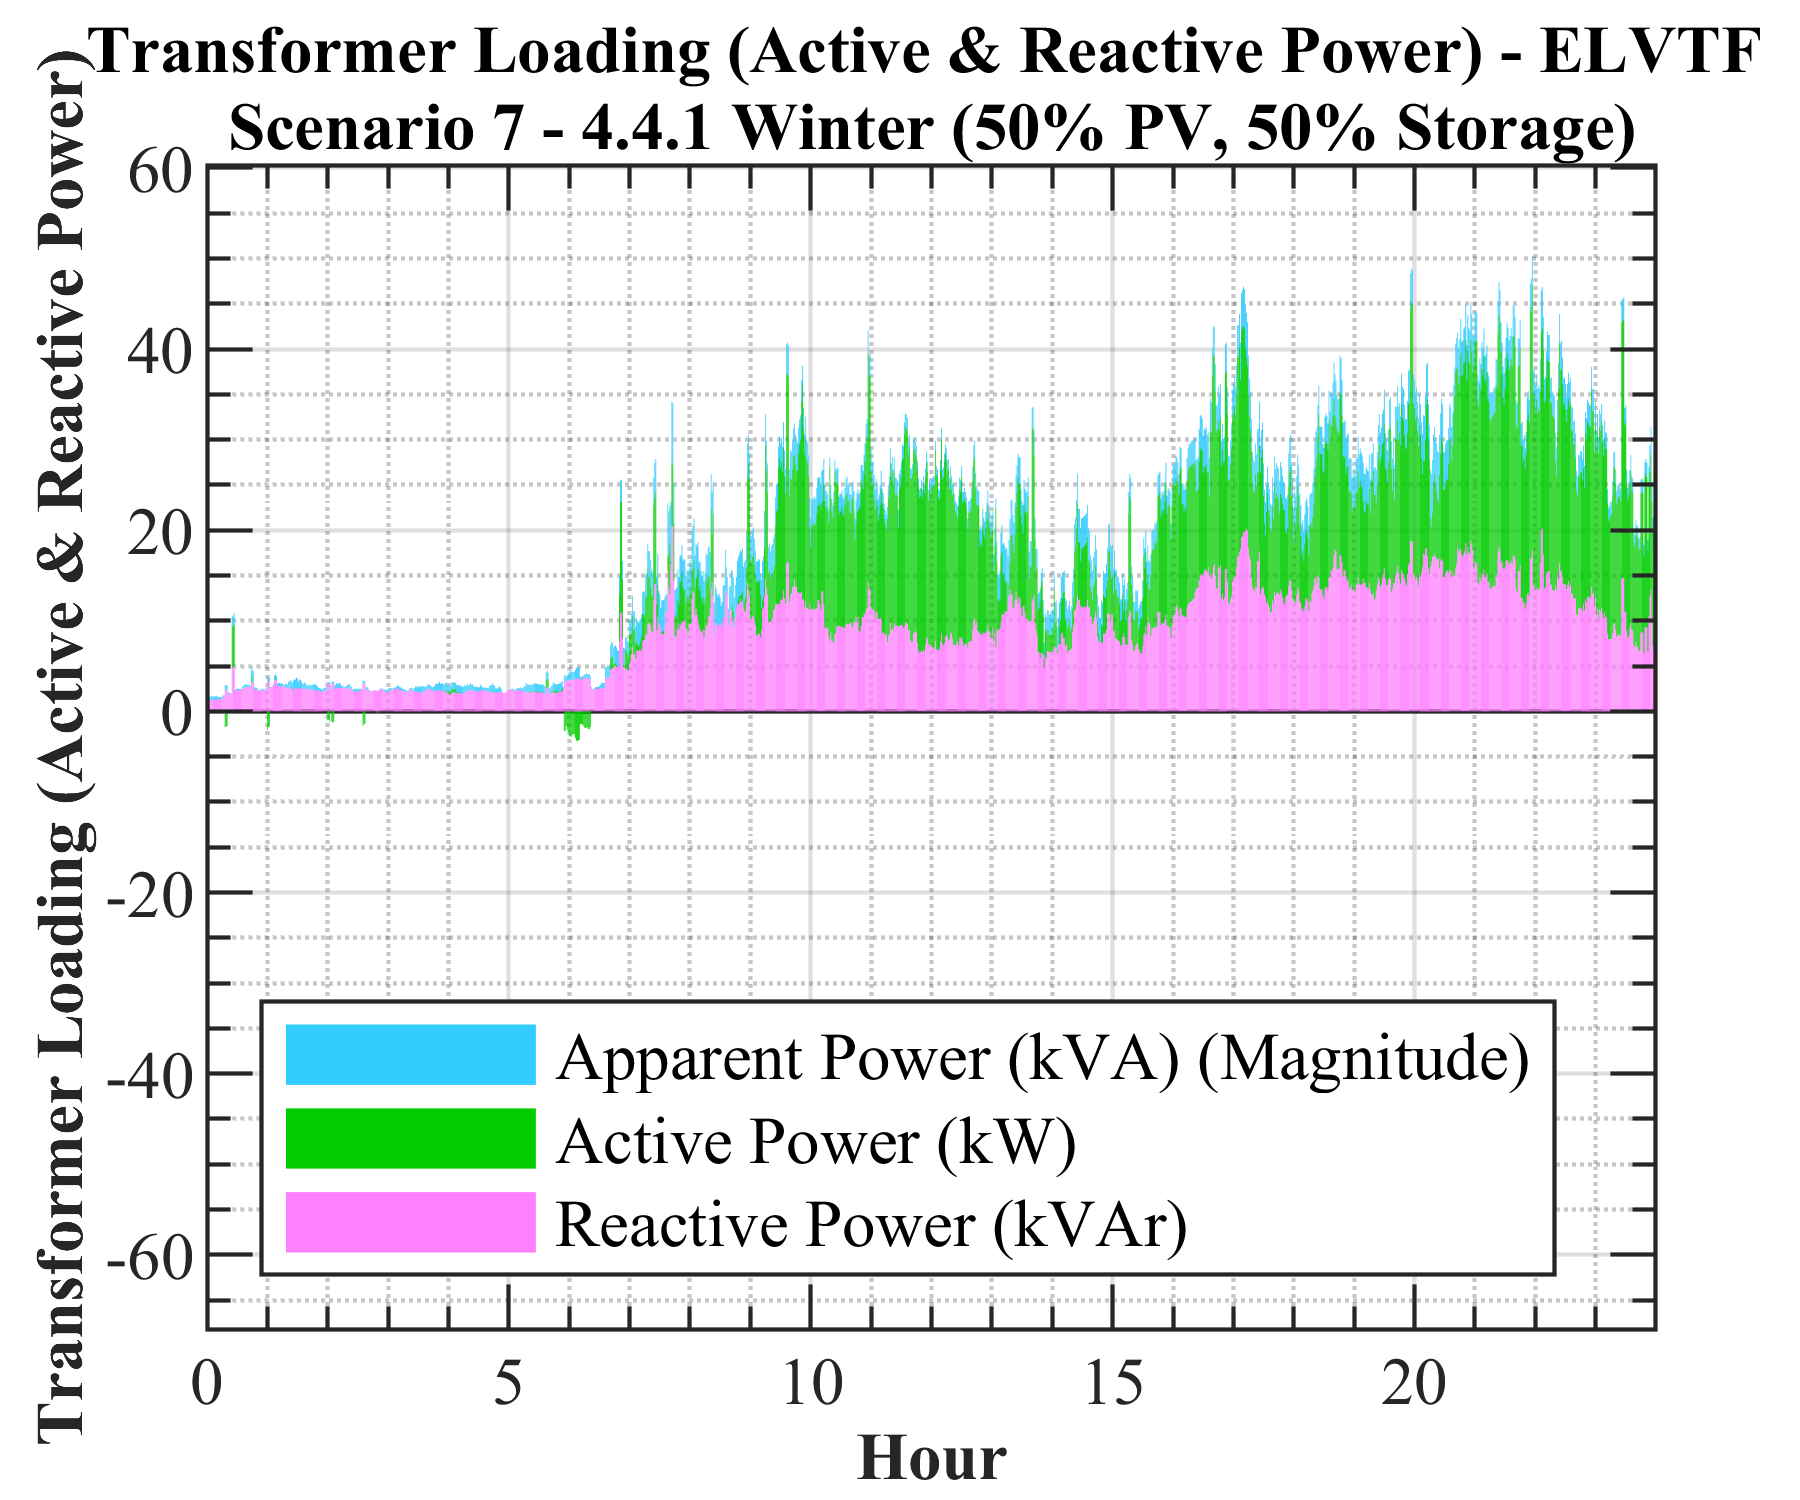 Transformer Loading (Active & Reactive Power) - ELVTF
Scenario 7 - 4.4.1 Winter (50% PV, 50% Storage)
Transformer Loading (Active & Reactive Power)
60
40
20
0
-20
-40
-60
Apparent Power (kVA) (Magnitude)
Active Power (kW)
Reactive Power (kVAr)
0 5 10 15 20
Hour